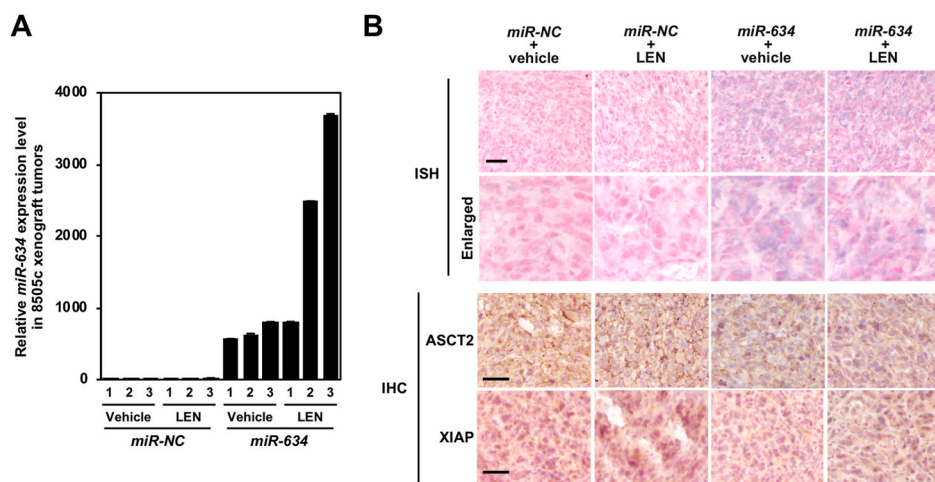 A
Relative miR-634 expression level
in 8505c xenograft tumors
4000
3000
2000
1000
0
1 2 3 1 2 3 1 2 3 1 2 3
Vehicle LEN Vehicle LEN
miR-NC miR-634
B
miR-NC
+
vehicle
miR-NC
+
LEN
miR-634
+
vehicle
miR-634
+
LEN
ISH
Enlarged
IHC
ASCT2
XIAP